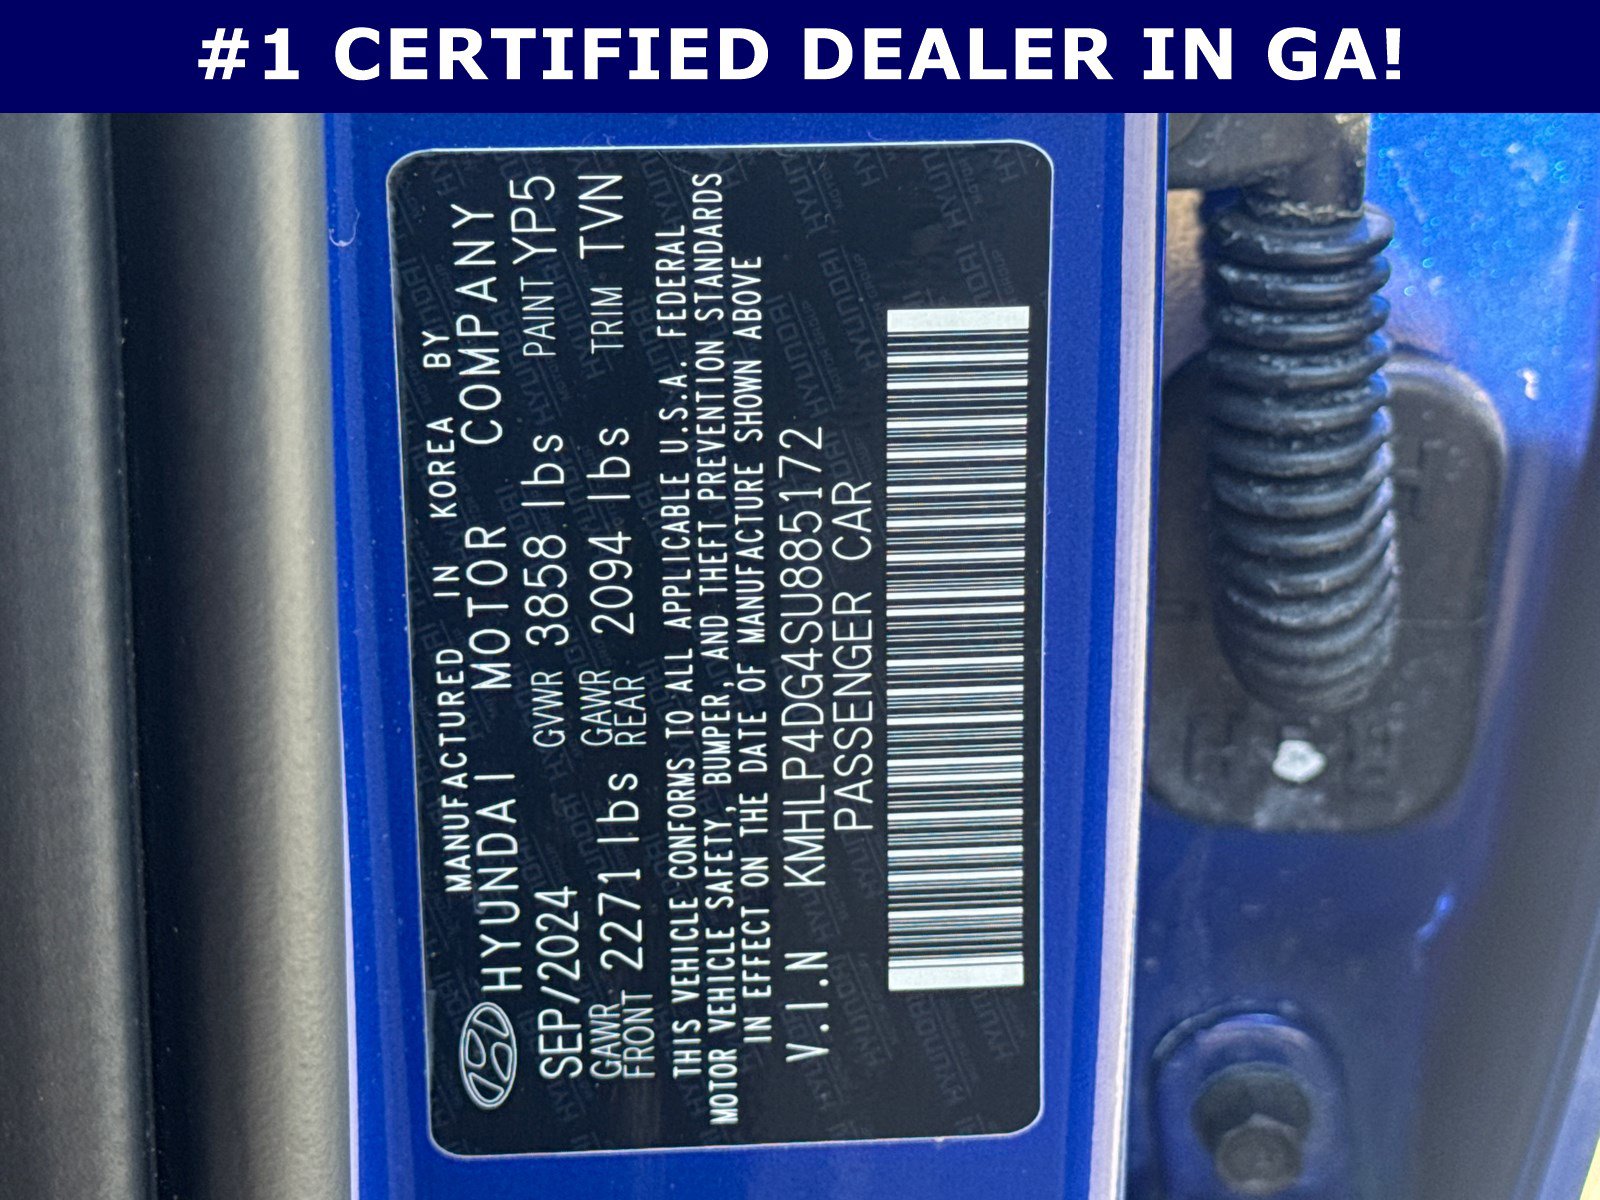 #1 CERTIFIED DEALER IN GA!
MANUFACTURED IN KOREA BY
HYUNDAI MOTOR COMPANY
SEP/2024 GVWR 3858 lbs PAINT YP5
GAWR FRONT 2271 lbs GAWR REAR 2094 lbs TRIM TVN
THIS VEHICLE CONFORMS TO ALL APPLICABLE U.S.A. FEDERAL
MOTOR VEHICLE SAFETY, BUMPER, AND THEFT PREVENTION STANDARDS
IN EFFECT ON THE DATE OF MANUFACTURE SHOWN ABOVE
V.I.N KMHLP4DG4SU885172
PASSENGER CAR